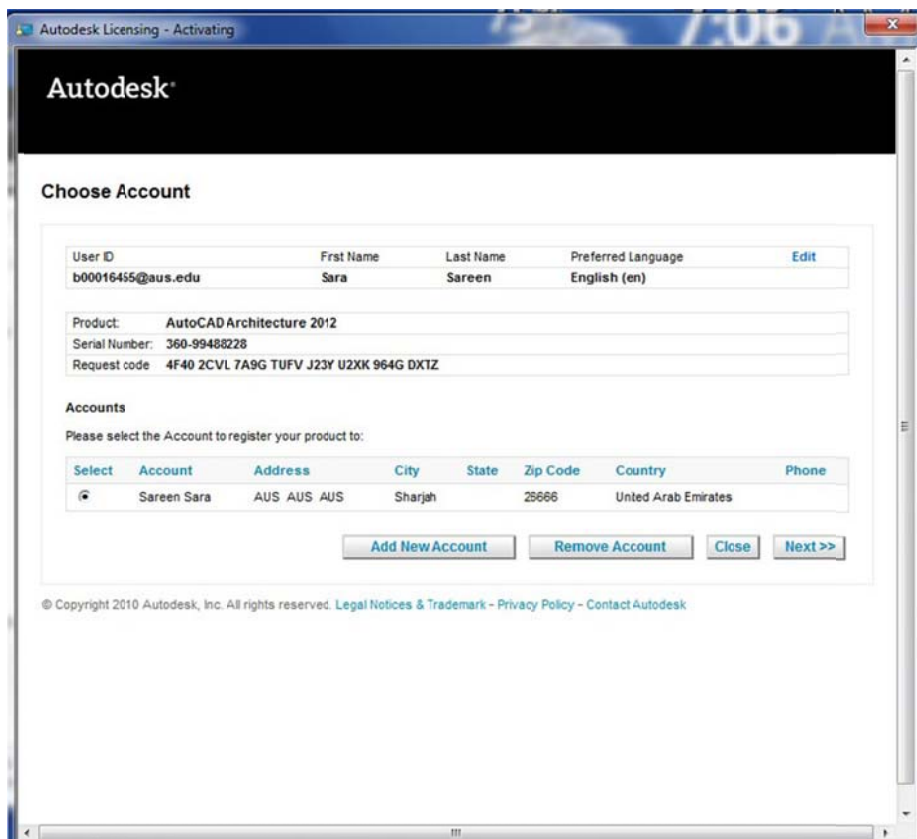 Autodesk Licensing - Activating
Autodesk
Choose Account
User ID First Name Last Name Preferred Language Edit
b00016455@aus.edu Sara Sareen English (en)
Product: AutoCAD Architecture 2012
Serial Number: 360-99488228
Request code 4F40 2CVL 7A9G TUFV J23Y U2XK 964G DXTZ
Accounts
Please select the Account to register your product to:
Select Account Address City State Zip Code Country Phone
Sareen Sara AUS AUS AUS Sharjah 26666 United Arab Emirates
Add New Account Remove Account Close Next >>
© Copyright 2010 Autodesk, Inc. All rights reserved. Legal Notices & Trademark - Privacy Policy - Contact Autodesk